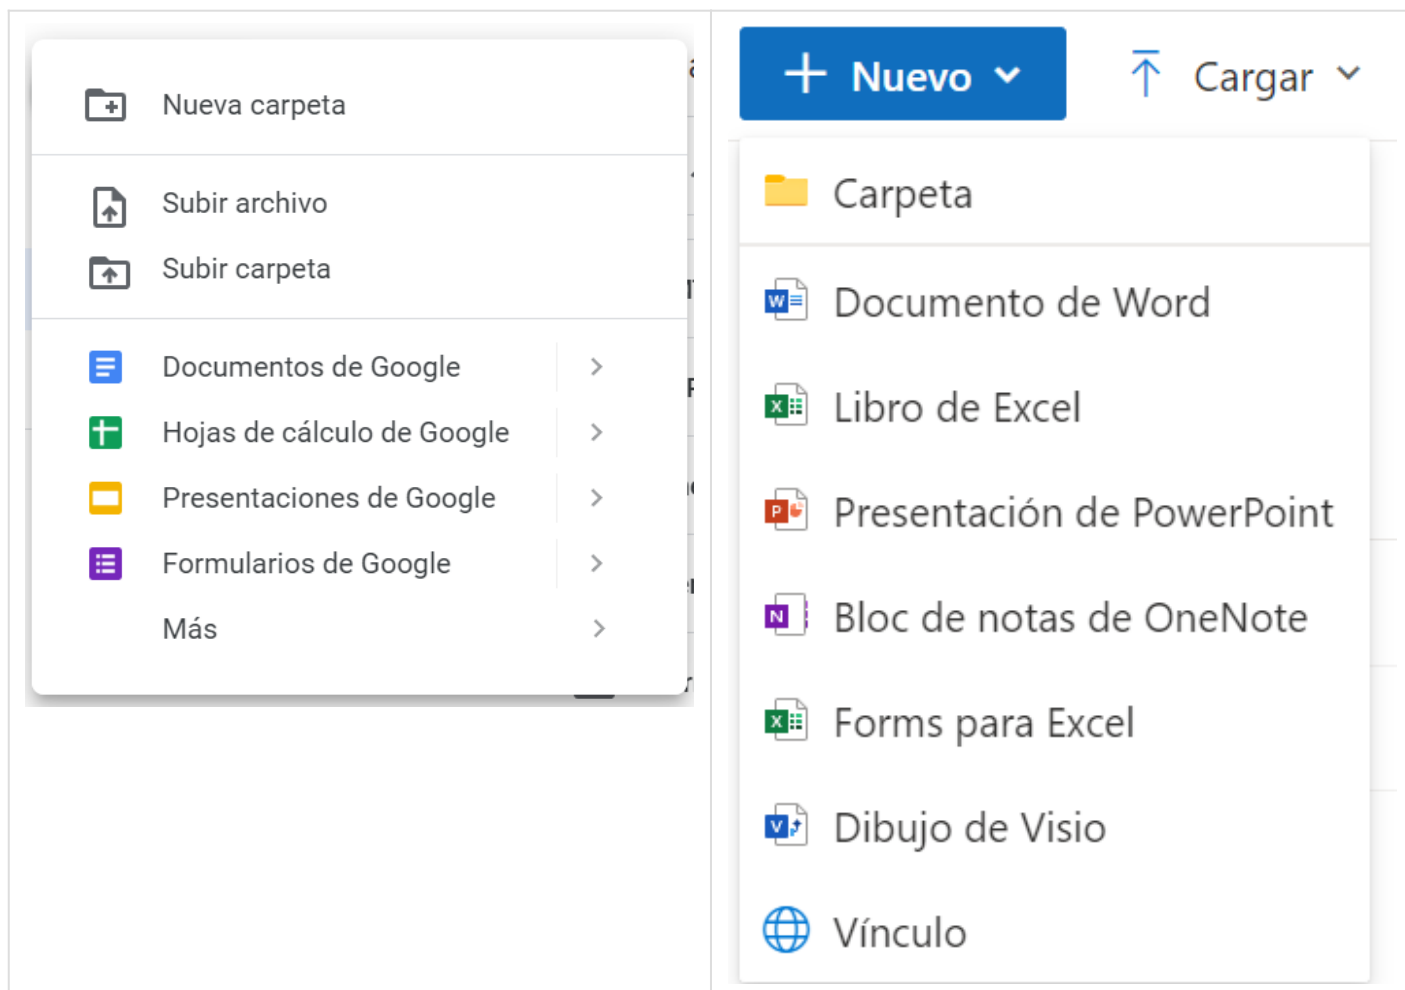 Nueva carpeta
Subir archivo
Subir carpeta
Documentos de Google
Hojas de cálculo de Google
Presentaciones de Google
Formularios de Google
Más
Nuevo
Cargar
Carpeta
Documento de Word
Libro de Excel
Presentación de PowerPoint
Bloc de notas de OneNote
Forms para Excel
Dibujo de Visio
Vínculo